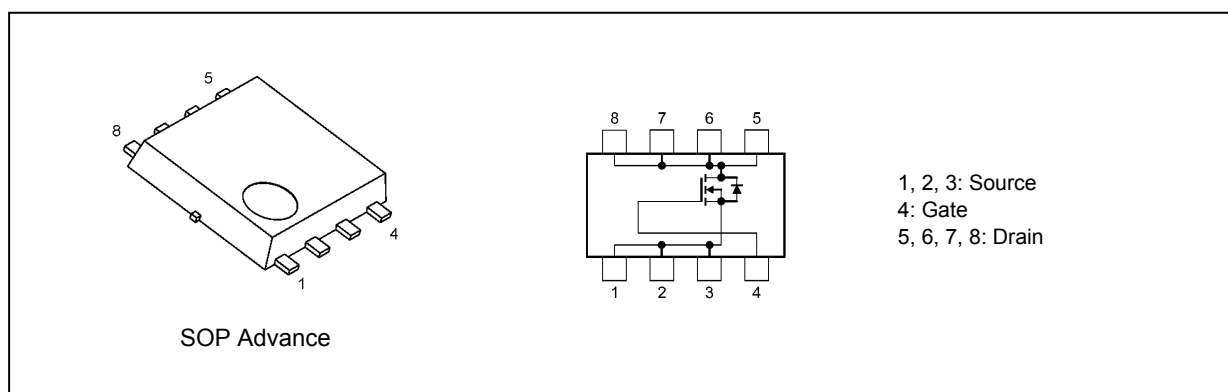 5
8
4
1
SOP Advance
8 7 6 5
1 2 3 4
1, 2, 3: Source
4: Gate
5, 6, 7, 8: Drain